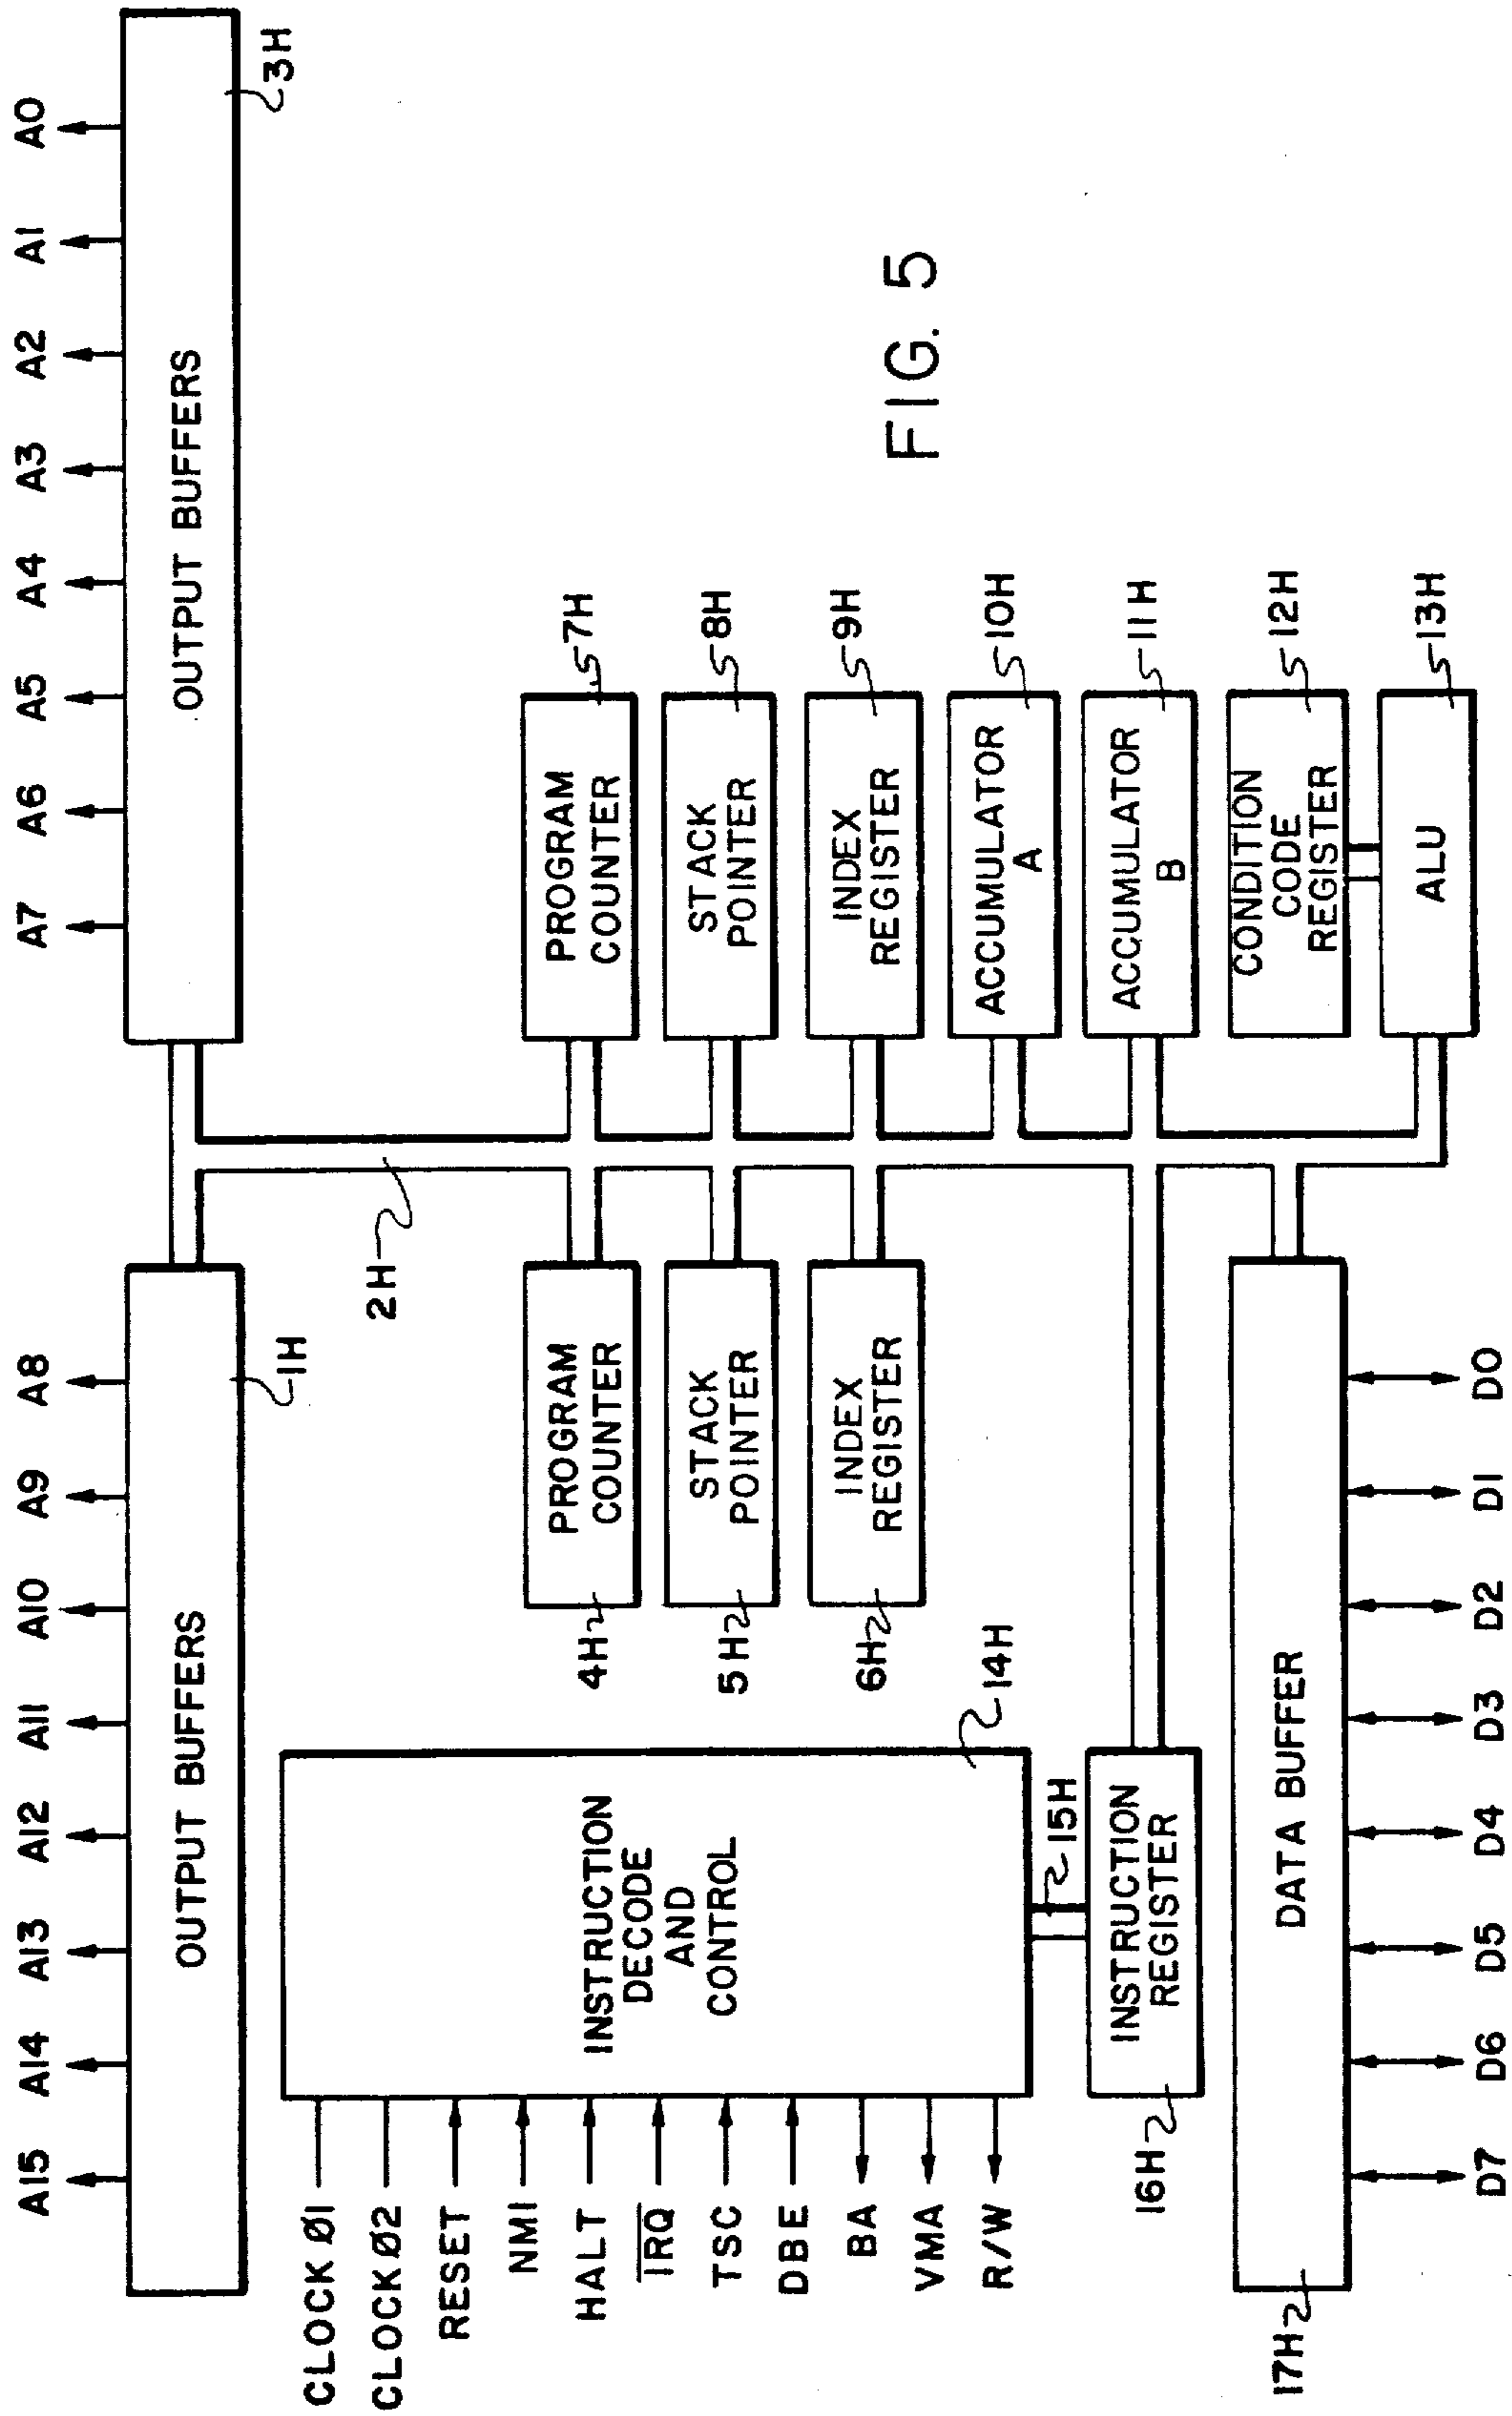 A15 A14 A13 A12 A11 A10 A9 A8 A7 A6 A5 A4 A3 A2 A1 A0
OUTPUT BUFFERS
1H
OUTPUT BUFFERS
3H
2H
CLOCK Ø1
CLOCK Ø2
RESET
NMI
HALT
IRQ
TSC
DBE
BA
VMA
R/W
INSTRUCTION
DECODE
AND
CONTROL
14H
15H
INSTRUCTION
REGISTER
16H
PROGRAM
COUNTER
4H
STACK
POINTER
5H
INDEX
REGISTER
6H
PROGRAM
COUNTER
7H
STACK
POINTER
8H
INDEX
REGISTER
9H
ACCUMULATOR
A
10H
ACCUMULATOR
B
11H
CONDITION
CODE
REGISTER
12H
ALU
13H
DATA BUFFER
17H
D7 D6 D5 D4 D3 D2 D1 D0
FIG. 5